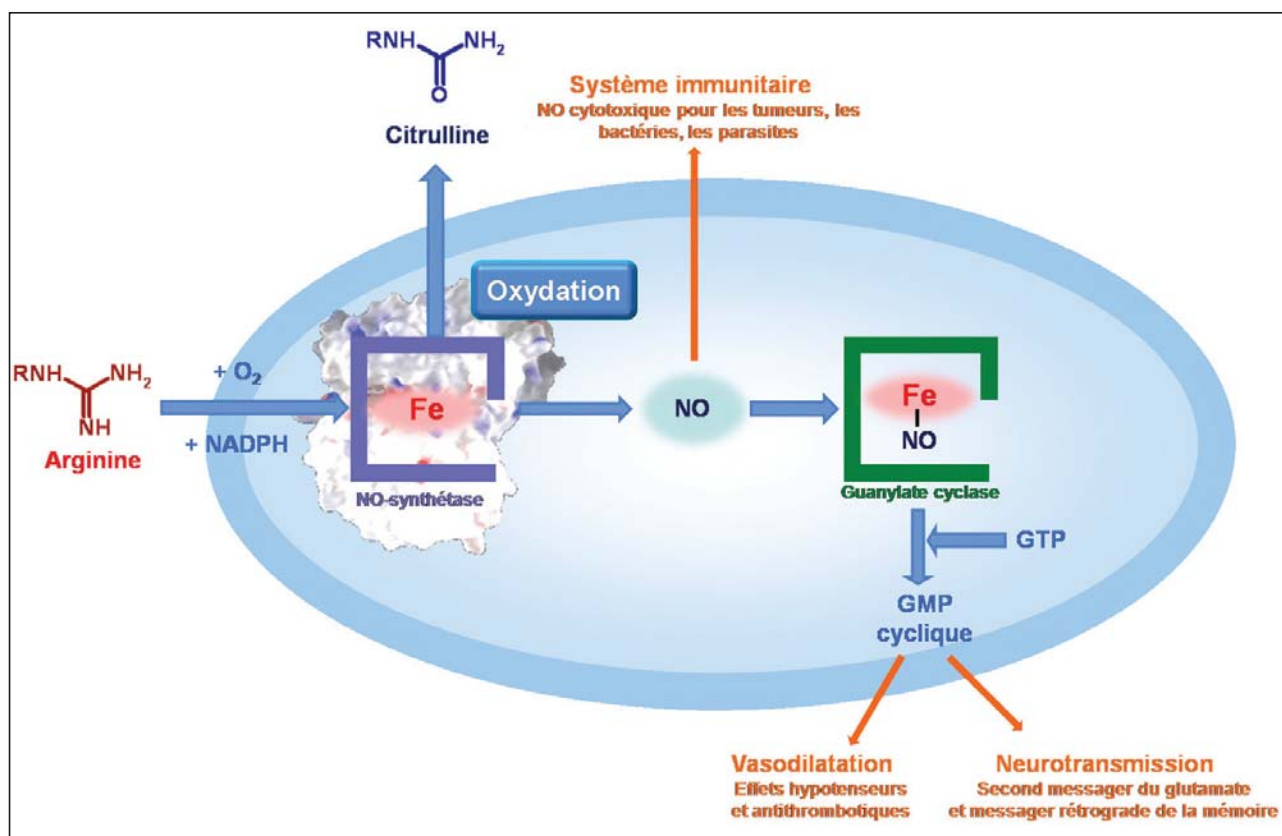 RNH NH₂
O
Citrulline
Système immunitaire
NO cytotoxique pour les tumeurs, les
bactéries, les parasites
Oxydation
RNH NH₂
NH
Arginine
+ O₂
+ NADPH
Fe
NO-synthétase
NO
Fe
NO
Guanylate cyclase
GTP
GMP
cyclique
Vasodilatation
Effets hypotenseurs
et antithrombotiques
Neurotransmission
Second messager du glutamate
et messager rétrograde de la mémoire